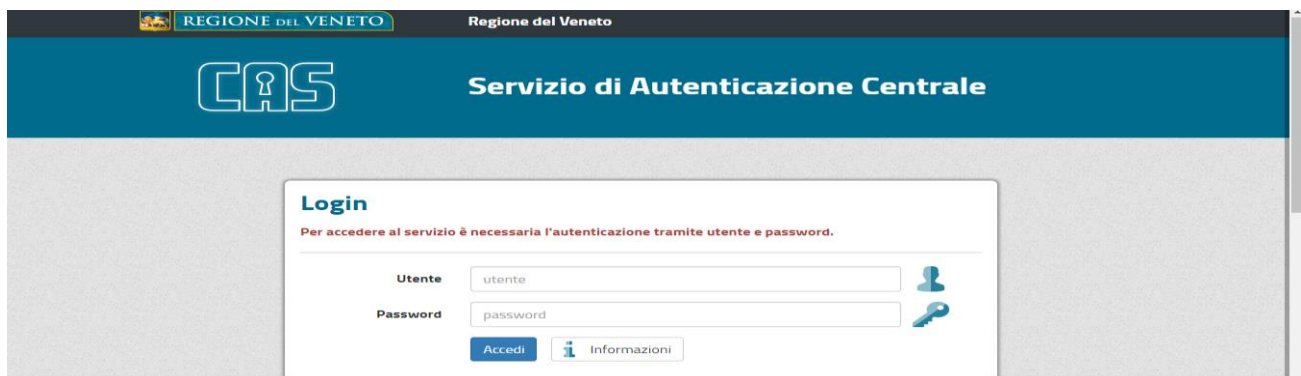 REGIONE DEL VENETO
Regione del Veneto
CAS
Servizio di Autenticazione Centrale
Login
Per accedere al servizio è necessaria l'autenticazione tramite utente e password.
Utente
utente
Password
password
Accedi
i Informazioni